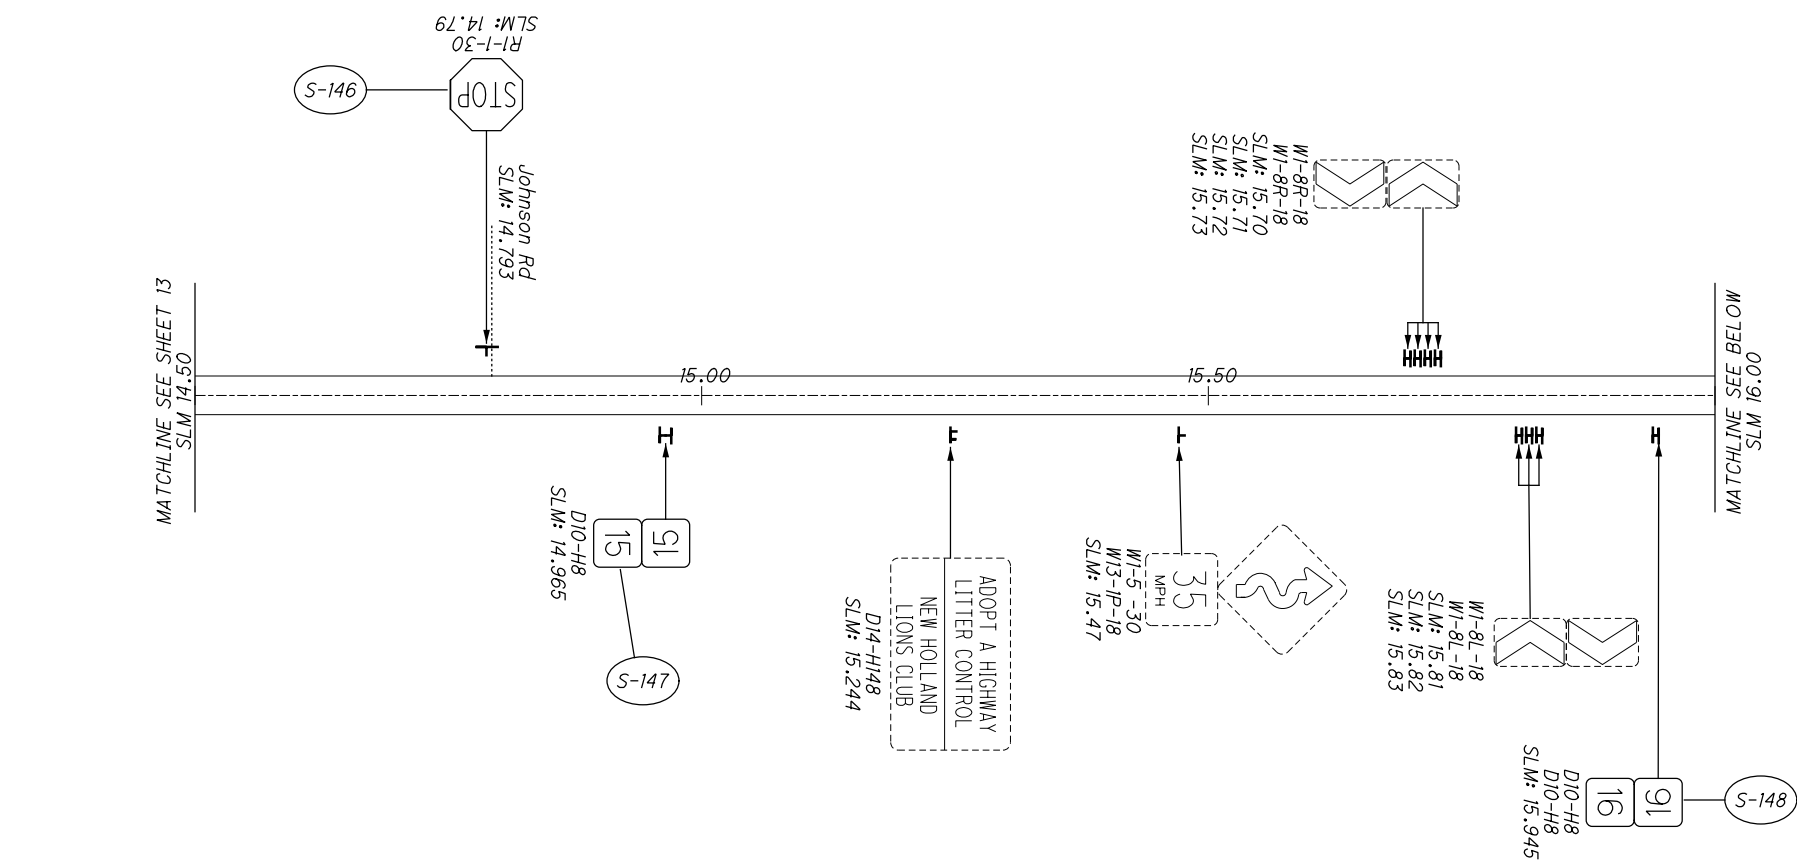 R1-1-30
SLM: 14.79
STOP
S-146
Johnson Rd
SLM: 14.793
MATCHLINE SEE SHEET 13
SLM 14.50
W1-8R-18
W1-8R-18
SLM: 15.70
SLM: 15.71
SLM: 15.72
SLM: 15.73
15.00
15.50
MATCHLINE SEE BELOW
SLM 16.00
15
15
D10-H8
SLM: 14.965
S-147
ADOPT A HIGHWAY
LITTER CONTROL
NEW HOLLAND
LIONS CLUB
D14-H148
SLM: 15.244
35
MPH
W1-5 -30
W13-1P-18
SLM: 15.47
W1-8L-18
W1-8L-18
SLM: 15.81
SLM: 15.82
SLM: 15.83
16
16
D10-H8
D10-H8
SLM: 15.945
S-148